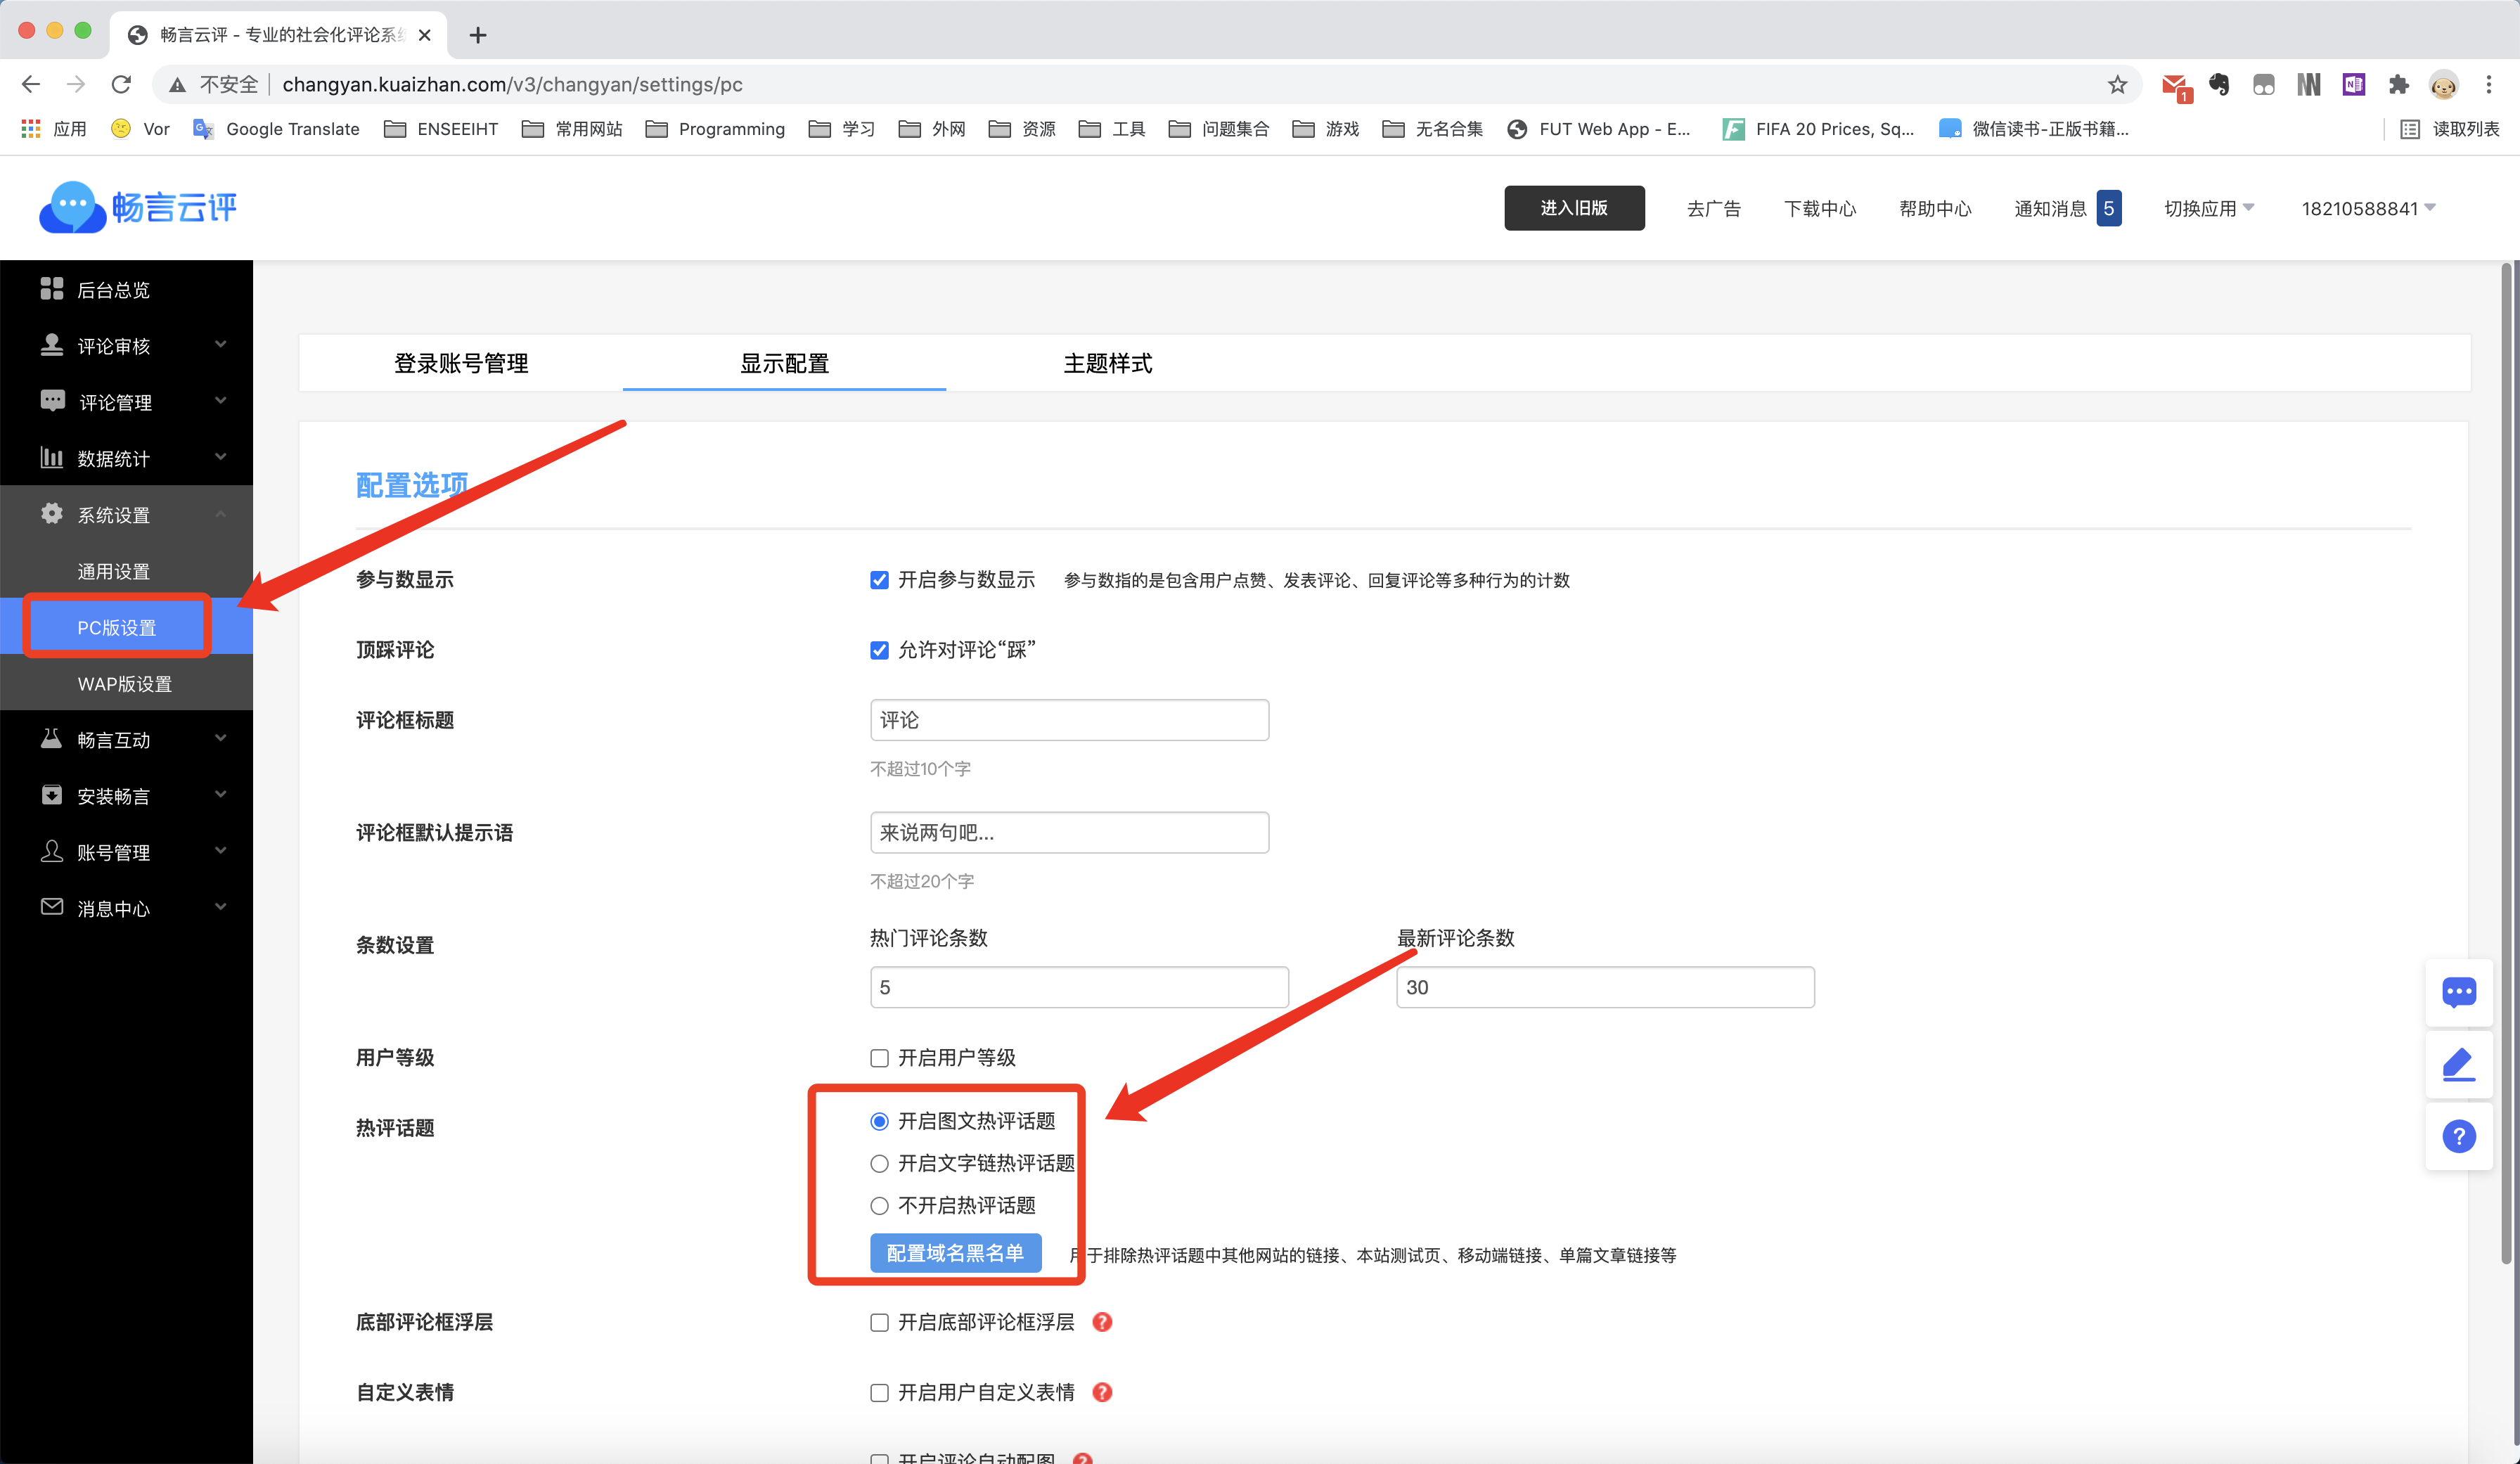 畅言云评 - 专业的社会化评论系统
不安全 changyan.kuaizhan.com/v3/changyan/settings/pc
1
应用 Vor Google Translate ENSEEIHT 常用网站 Programming 学习 外网 资源 工具 问题集合 游戏 无名合集 FUT Web App - E... FIFA 20 Prices, Sq... 微信读书-正版书籍... 读取列表
畅言云评 进入旧版 去广告 下载中心 帮助中心 通知消息 5 切换应用 18210588841
后台总览
评论审核
评论管理
数据统计
系统设置
通用设置
PC版设置
WAP版设置
畅言互动
安装畅言
账号管理
消息中心
登录账号管理 显示配置 主题样式
配置选项
参与数显示 开启参与数显示 参与数指的是包含用户点赞、发表评论、回复评论等多种行为的计数
顶踩评论 允许对评论“踩”
评论框标题 评论
不超过10个字
评论框默认提示语 来说两句吧...
不超过20个字
条数设置 热门评论条数 最新评论条数
5 30
用户等级 开启用户等级
热评话题 开启图文热评话题
开启文字链热评话题
不开启热评话题
配置域名黑名单 用于排除热评话题中其他网站的链接、本站测试页、移动端链接、单篇文章链接等
底部评论框浮层 开启底部评论框浮层 ?
自定义表情 开启用户自定义表情 ?
开启评论自动配图 ?